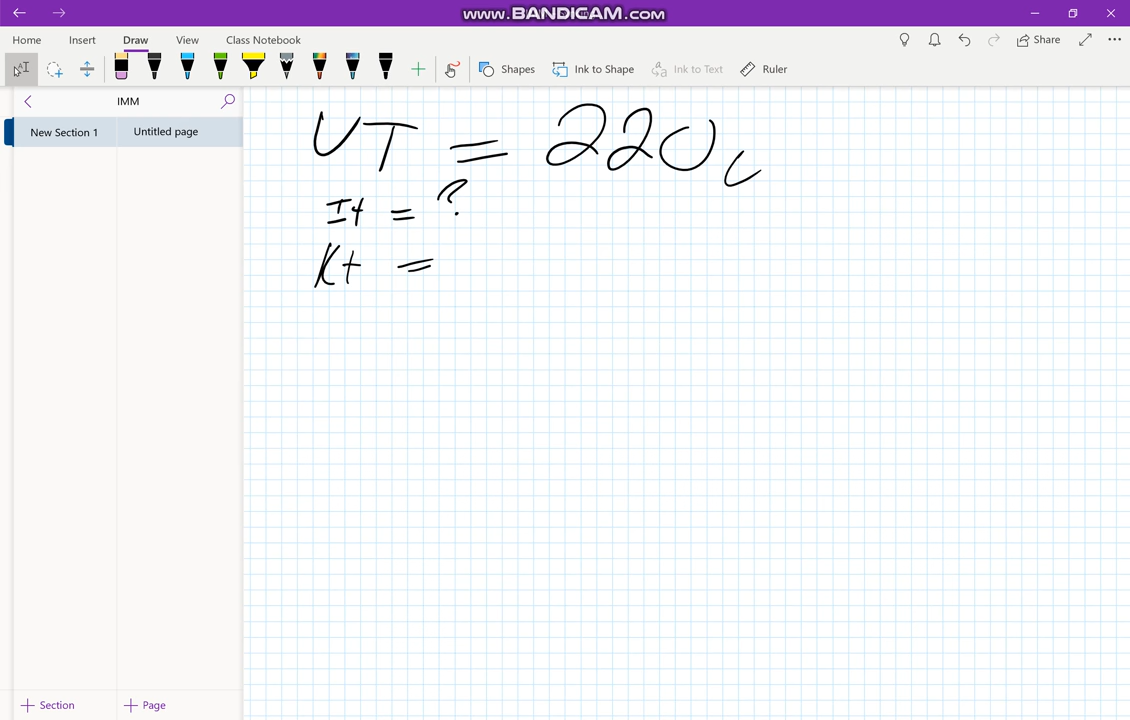 www.BANDICAM.com
Home Insert Draw View Class Notebook Share
Shapes Ink to Shape Ink to Text Ruler
IMM
New Section 1 Untitled page
VT = 220v
It = ?
Kt =
Section Page